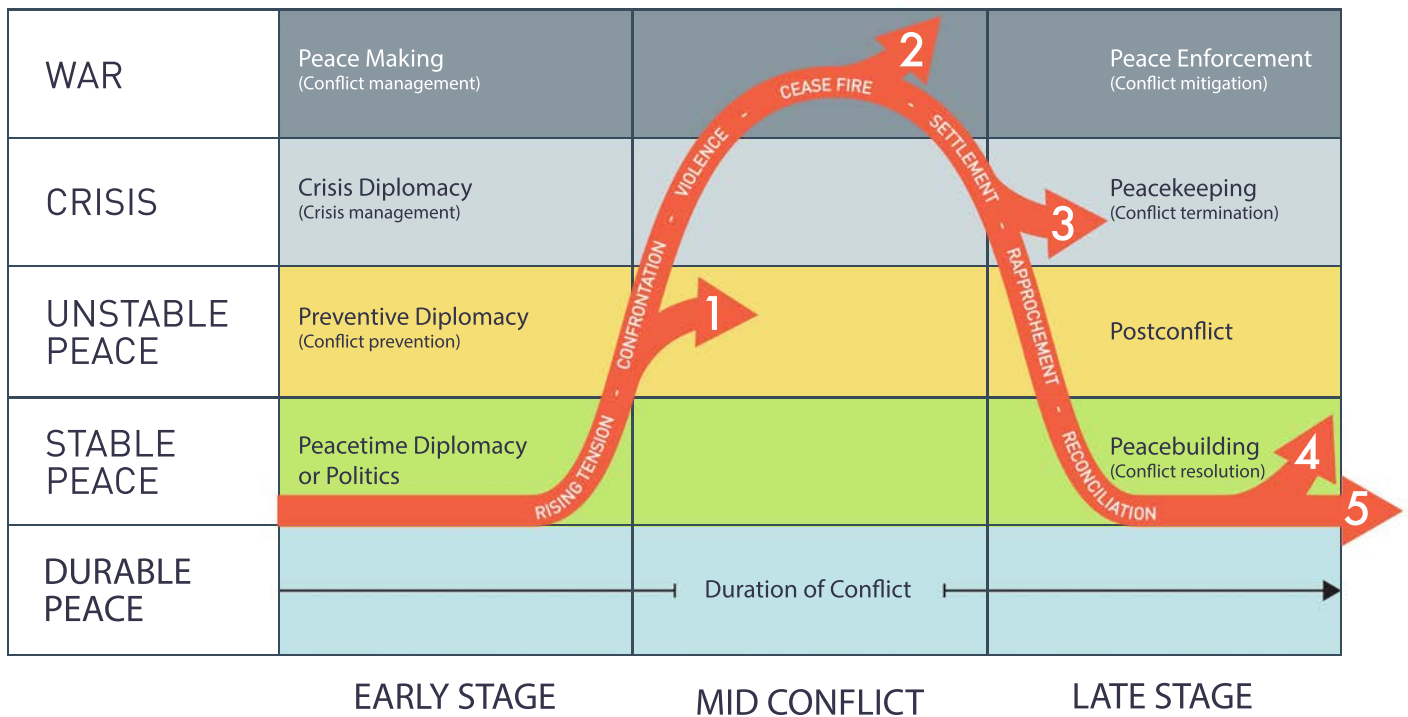 WAR
Peace Making
(Conflict management)
2
CEASE FIRE
Peace Enforcement
(Conflict mitigation)
CRISIS
Crisis Diplomacy
(Crisis management)
VIOLENCE
-
-
SETTLEMENT
3
Peacekeeping
(Conflict termination)
UNSTABLE
PEACE
Preventive Diplomacy
(Conflict prevention)
-
CONFRONTATION
1
-
RAPPROCHEMENT
Postconflict
STABLE
PEACE
Peacetime Diplomacy
or Politics
RISING TENSION
-
-
RECONCILIATION
Peacebuilding
(Conflict resolution)
4
5
DURABLE
PEACE
Duration of Conflict
EARLY STAGE
MID CONFLICT
LATE STAGE